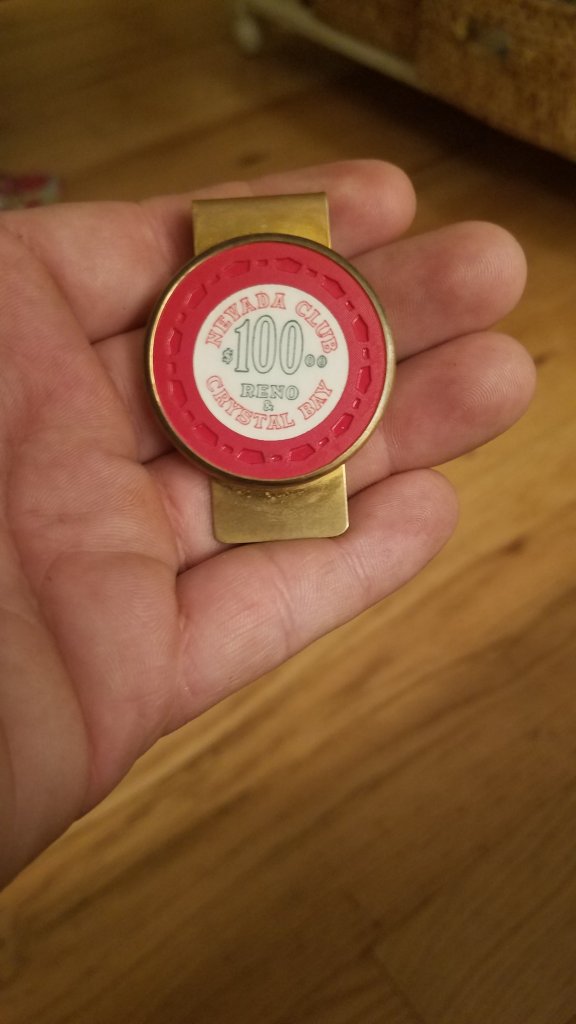 NEVADA CLUB
$100.00
RENO
&
CRYSTAL BAY